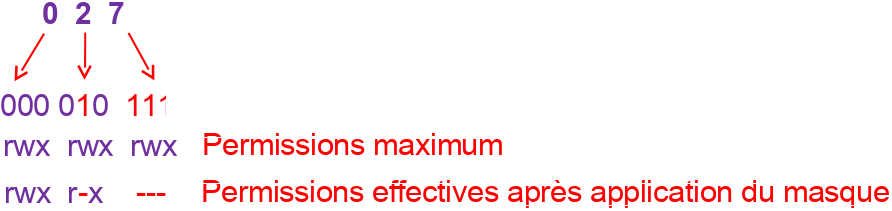 0 2 7
000 010 111
rwx rwx rwx Permissions maximum
rwx r-x --- Permissions effectives après application du masque